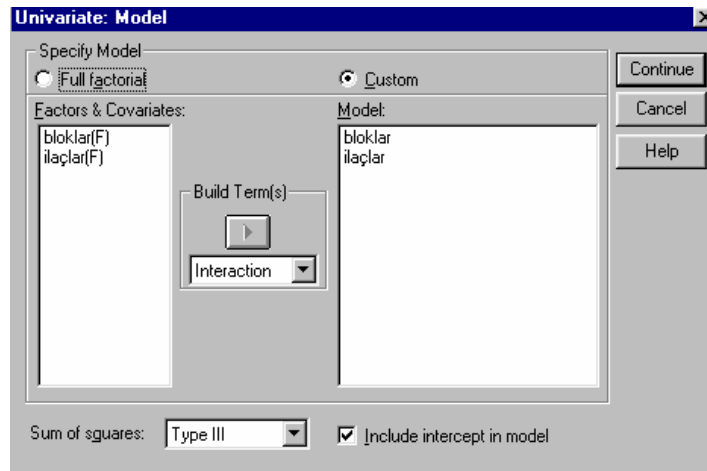 Univariate: Model
Specify Model
Full factorial
Custom
Continue
Factors & Covariates:
Model:
Cancel
bloklar(F)
ilaçlar(F)
bloklar
ilaçlar
Help
Build Term(s)
Interaction
Sum of squares:
Type III
Include intercept in model